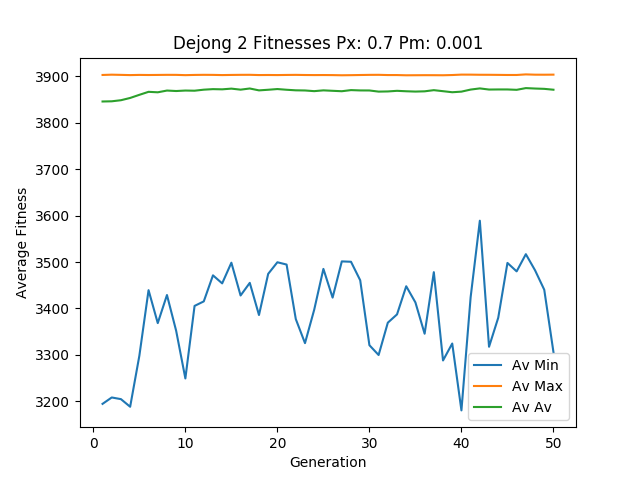 Dejong 2 Fitnesses Px: 0.7 Pm: 0.001
3900
3800
3700
3600
3500
3400
3300
3200
Average Fitness
Av Min
Av Max
Av Av
0
10
20
30
40
50
Generation